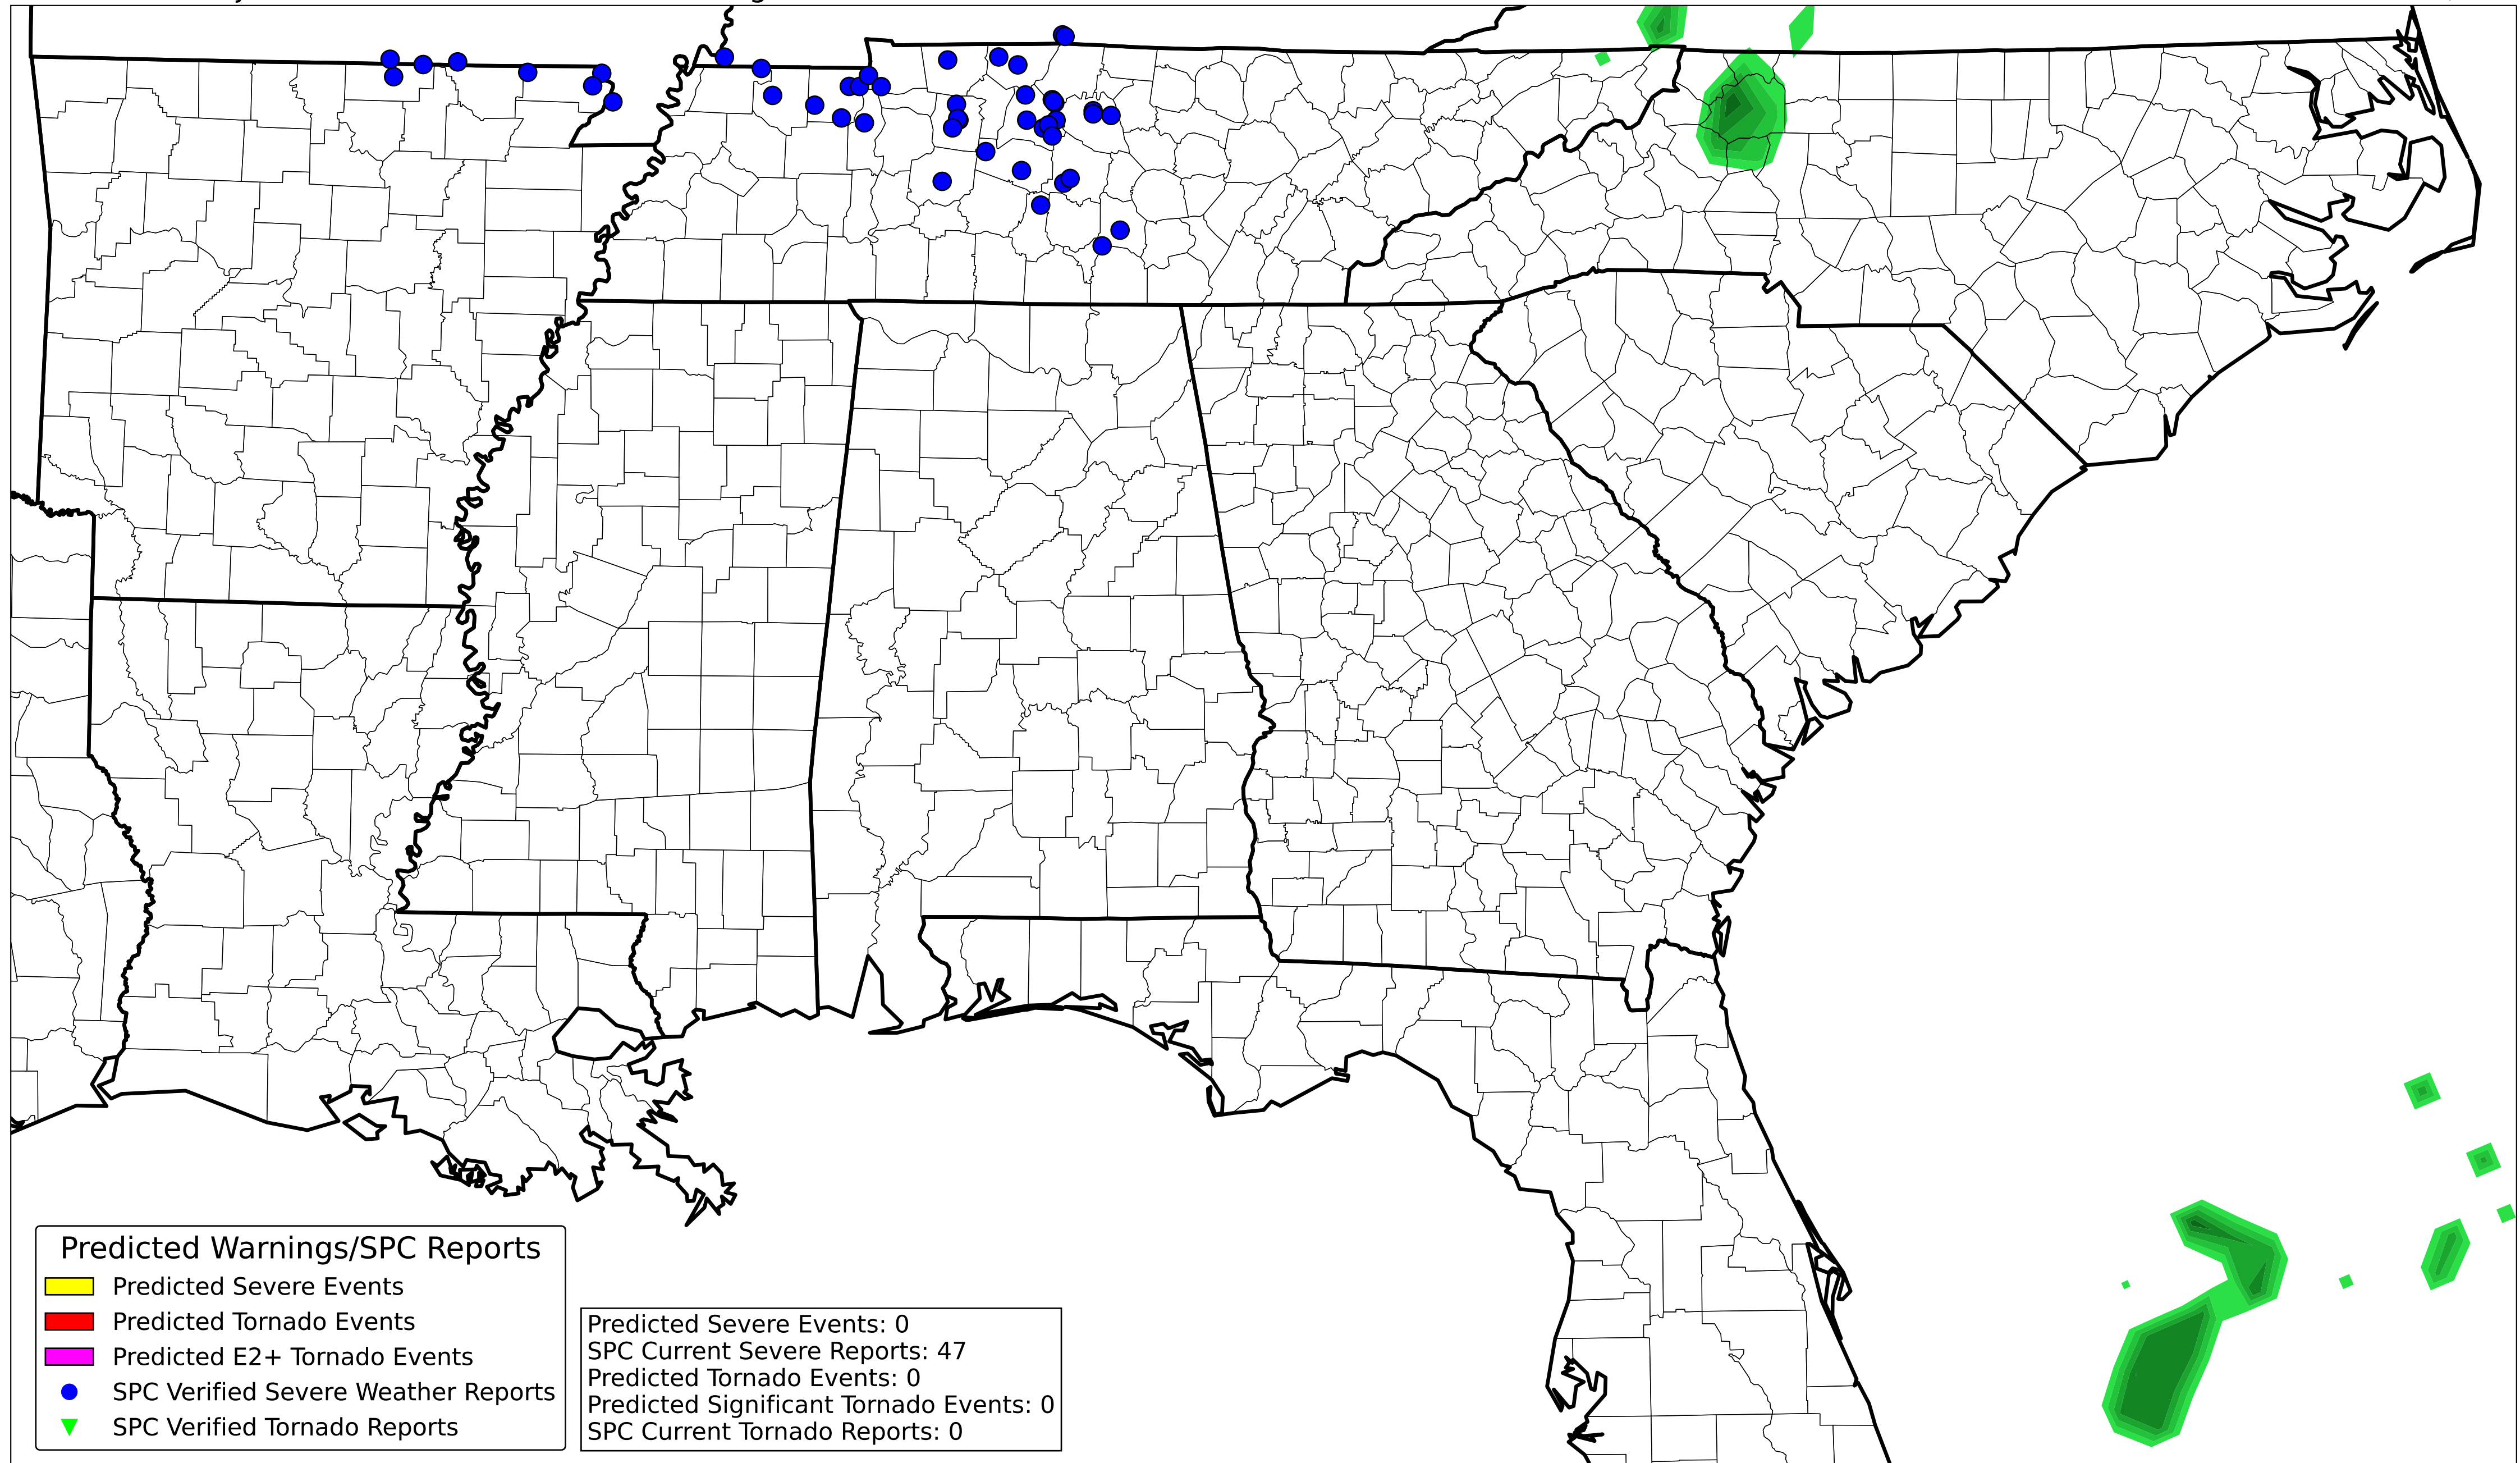 Predicted Warnings/SPC Reports
Predicted Severe Events
Predicted Tornado Events
Predicted E2+ Tornado Events
SPC Verified Severe Weather Reports
SPC Verified Tornado Reports
Predicted Severe Events: 0
SPC Current Severe Reports: 47
Predicted Tornado Events: 0
Predicted Significant Tornado Events: 0
SPC Current Tornado Reports: 0